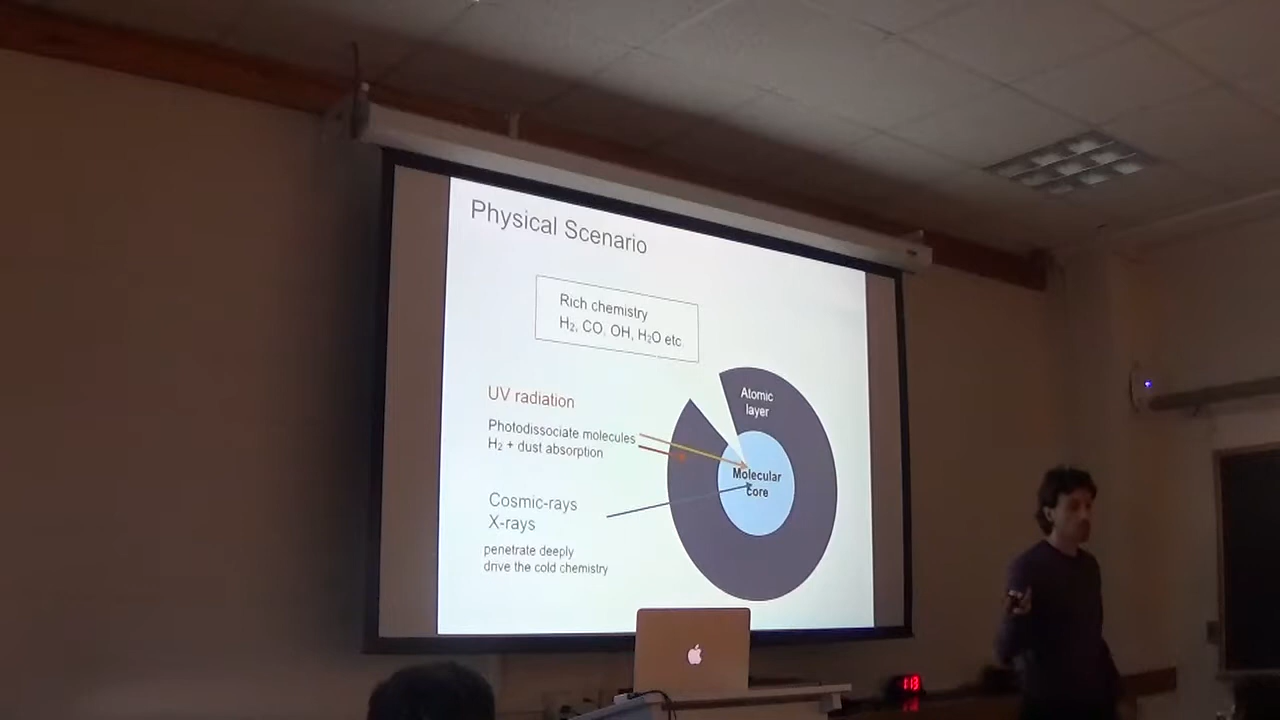 Physical Scenario
Rich chemistry
H₂, CO, OH, H₂O etc
UV radiation
Photodissociate molecules
H₂ + dust absorption
Cosmic-rays
X-rays
penetrate deeply
drive the cold chemistry
Atomic
layer
Molecular
core